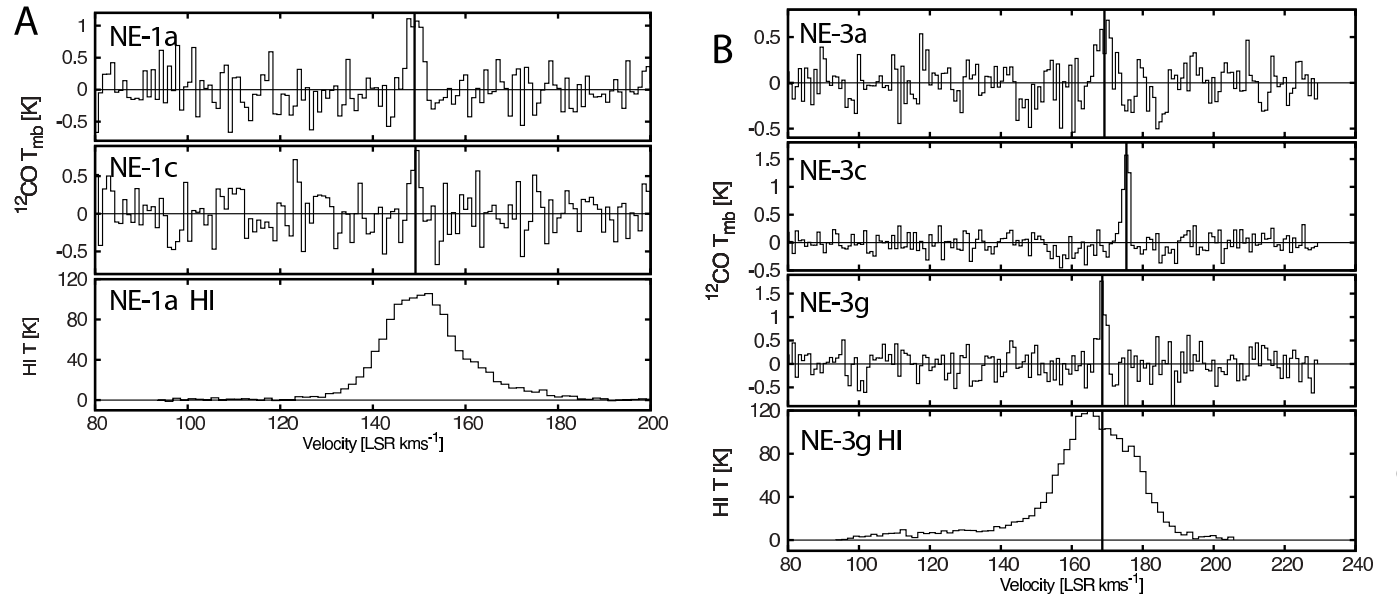 A
NE-1a
1
0.5
0
-0.5
NE-1c
0.5
0
-0.5
12CO Tmb [K]
NE-1a HI
120
80
40
0
HI T [K]
80 100 120 140 160 180 200
Velocity [LSR kms-1]
B
NE-3a
0.5
0
-0.5
NE-3c
1.5
1
0.5
0
-0.5
12CO Tmb [K]
NE-3g
1.5
1
0.5
0
-0.5
NE-3g HI
120
80
40
0
HI T [K]
80 100 120 140 160 180 200 220 240
Velocity [LSR kms-1]